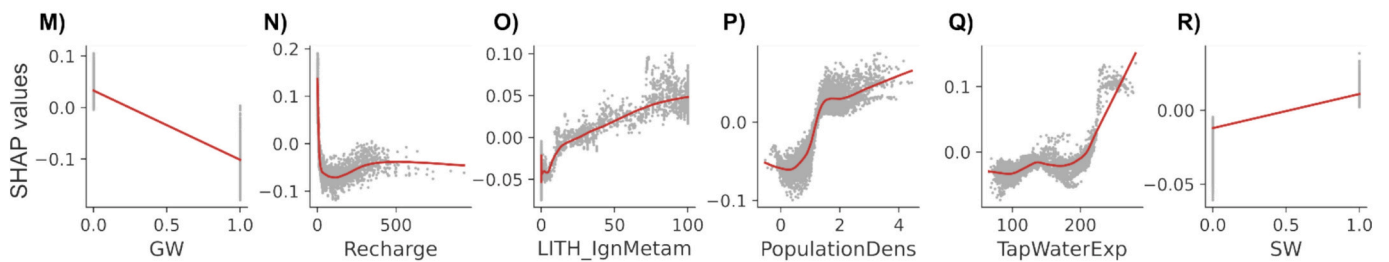 M) N) O) P) Q) R)
SHAP values
0.1 0.0 −0.1
0.0 0.5 1.0
GW
0.2 0.1 0.0 −0.1
0 500
Recharge
0.10 0.05 0.00 −0.05
0 50 100
LITH_IgnMetam
0.0 −0.1
0 2 4
PopulationDens
0.1 0.0
100 200
TapWaterExp
0.00 −0.05
0.0 0.5 1.0
SW